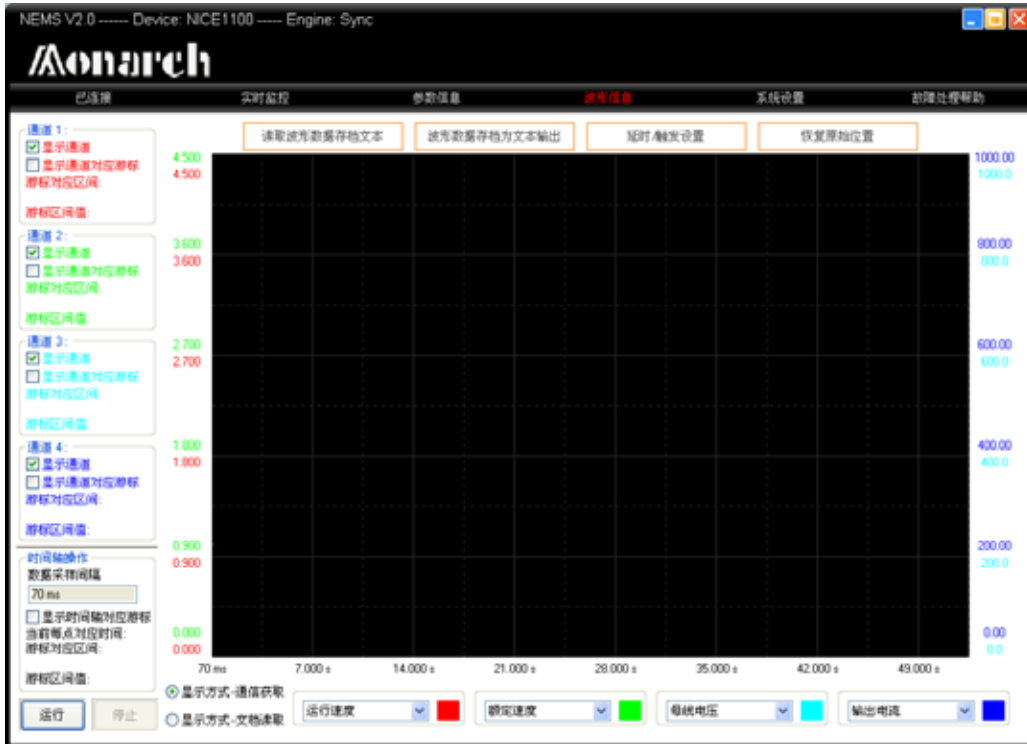 NEMS V2.0 ------ Device: NICE1100 ----- Engine: Sync
Monarch
已连接 实时监控 参数信息 波形信息 系统设置 故障处理帮助
读取波形数据存档文本 波形数据存档为文本输出 延时/触发设置 恢复原始位置
通道 1:
显示通道
显示通道对应游标
游标对应区间:
游标区间值:
通道 2:
显示通道
显示通道对应游标
游标对应区间:
游标区间值:
通道 3:
显示通道
显示通道对应游标
游标对应区间:
游标区间值:
通道 4:
显示通道
显示通道对应游标
游标对应区间:
游标区间值:
时间轴操作
数据采样间隔
70 ms
显示时间轴对应游标
当前每点对应时间:
游标对应区间:
游标区间值:
运行 停止
4.500 1000.00
4.500 1000.0
3.600 800.00
3.600 800.0
2.700 600.00
2.700 600.0
1.800 400.00
1.800 400.0
0.900 200.00
0.900 200.0
0.000 0.00
0.000 0.0
70 ms 7.000 s 14.000 s 21.000 s 28.000 s 35.000 s 42.000 s 49.000 s
显示方式-通信获取
显示方式-文档读取
运行速度 额定速度 母线电压 输出电流